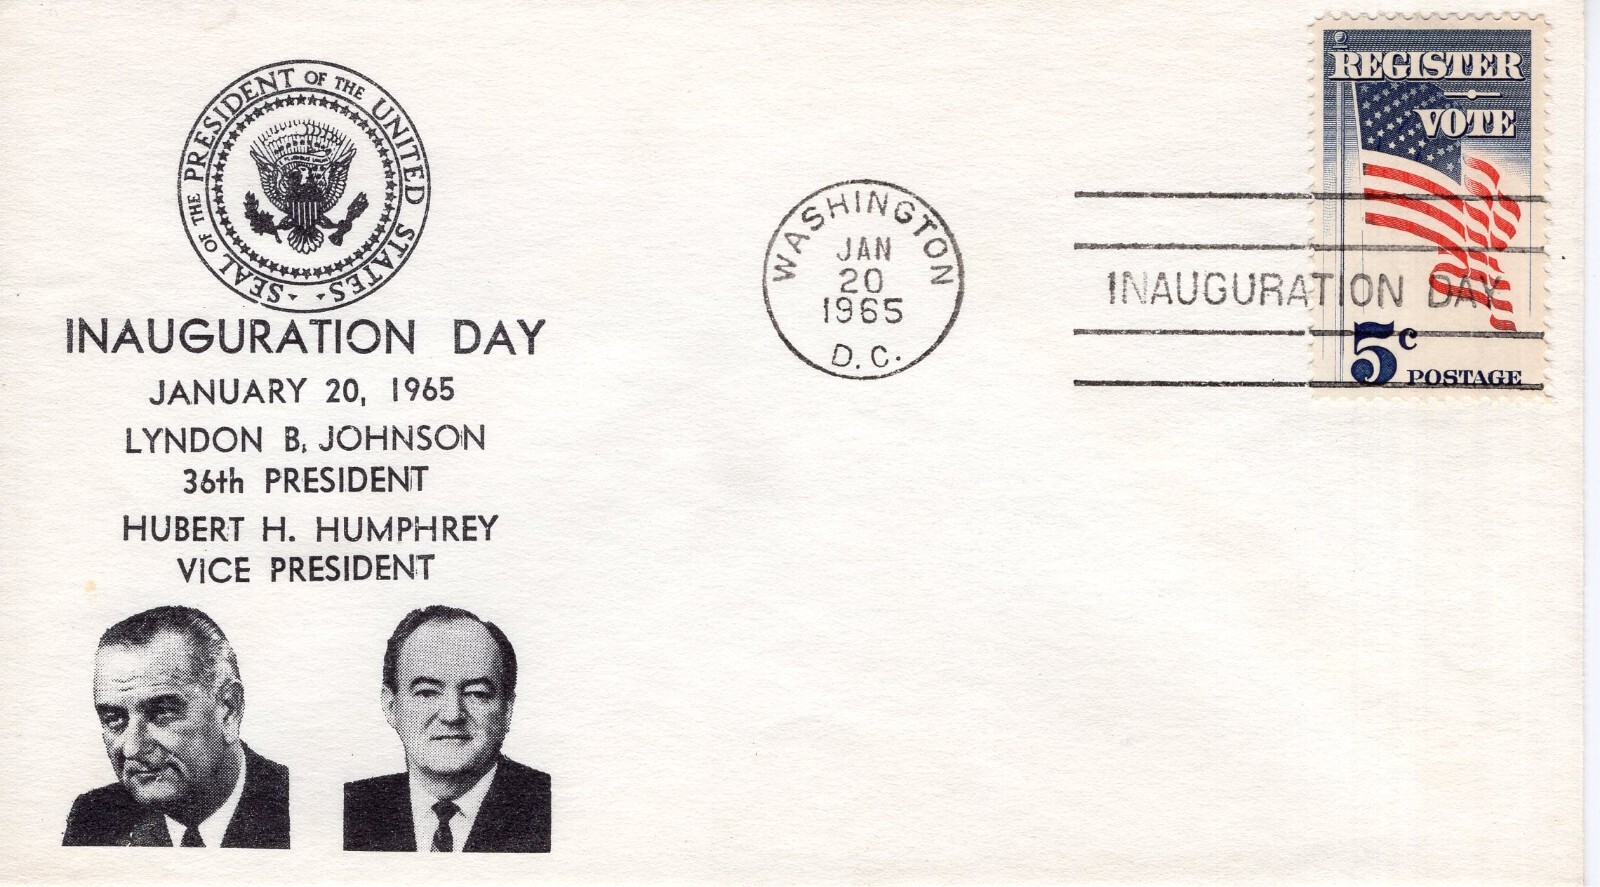 SEAL OF THE PRESIDENT OF THE UNITED STATES
INAUGURATION DAY
JANUARY 20, 1965
LYNDON B. JOHNSON
36th PRESIDENT
HUBERT H. HUMPHREY
VICE PRESIDENT
WASHINGTON
JAN
20
1965
D.C.
INAUGURATION DAY
REGISTER
VOTE
5c POSTAGE